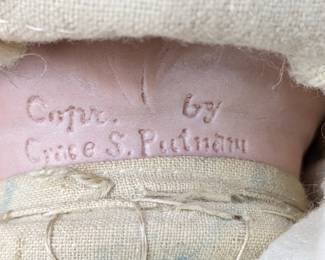 Copr. by
Grace S. Putnam